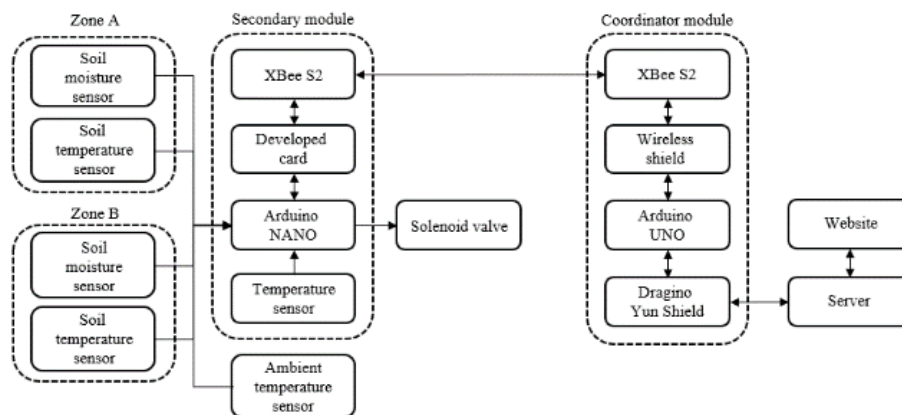 Zone A
Soil
moisture
sensor
Soil
temperature
sensor
Zone B
Soil
moisture
sensor
Soil
temperature
sensor
Secondary module
XBee S2
Developed
card
Arduino
NANO
Temperature
sensor
Ambient
temperature
sensor
Solenoid valve
Coordinator module
XBee S2
Wireless
shield
Arduino
UNO
Dragino
Yun Shield
Website
Server